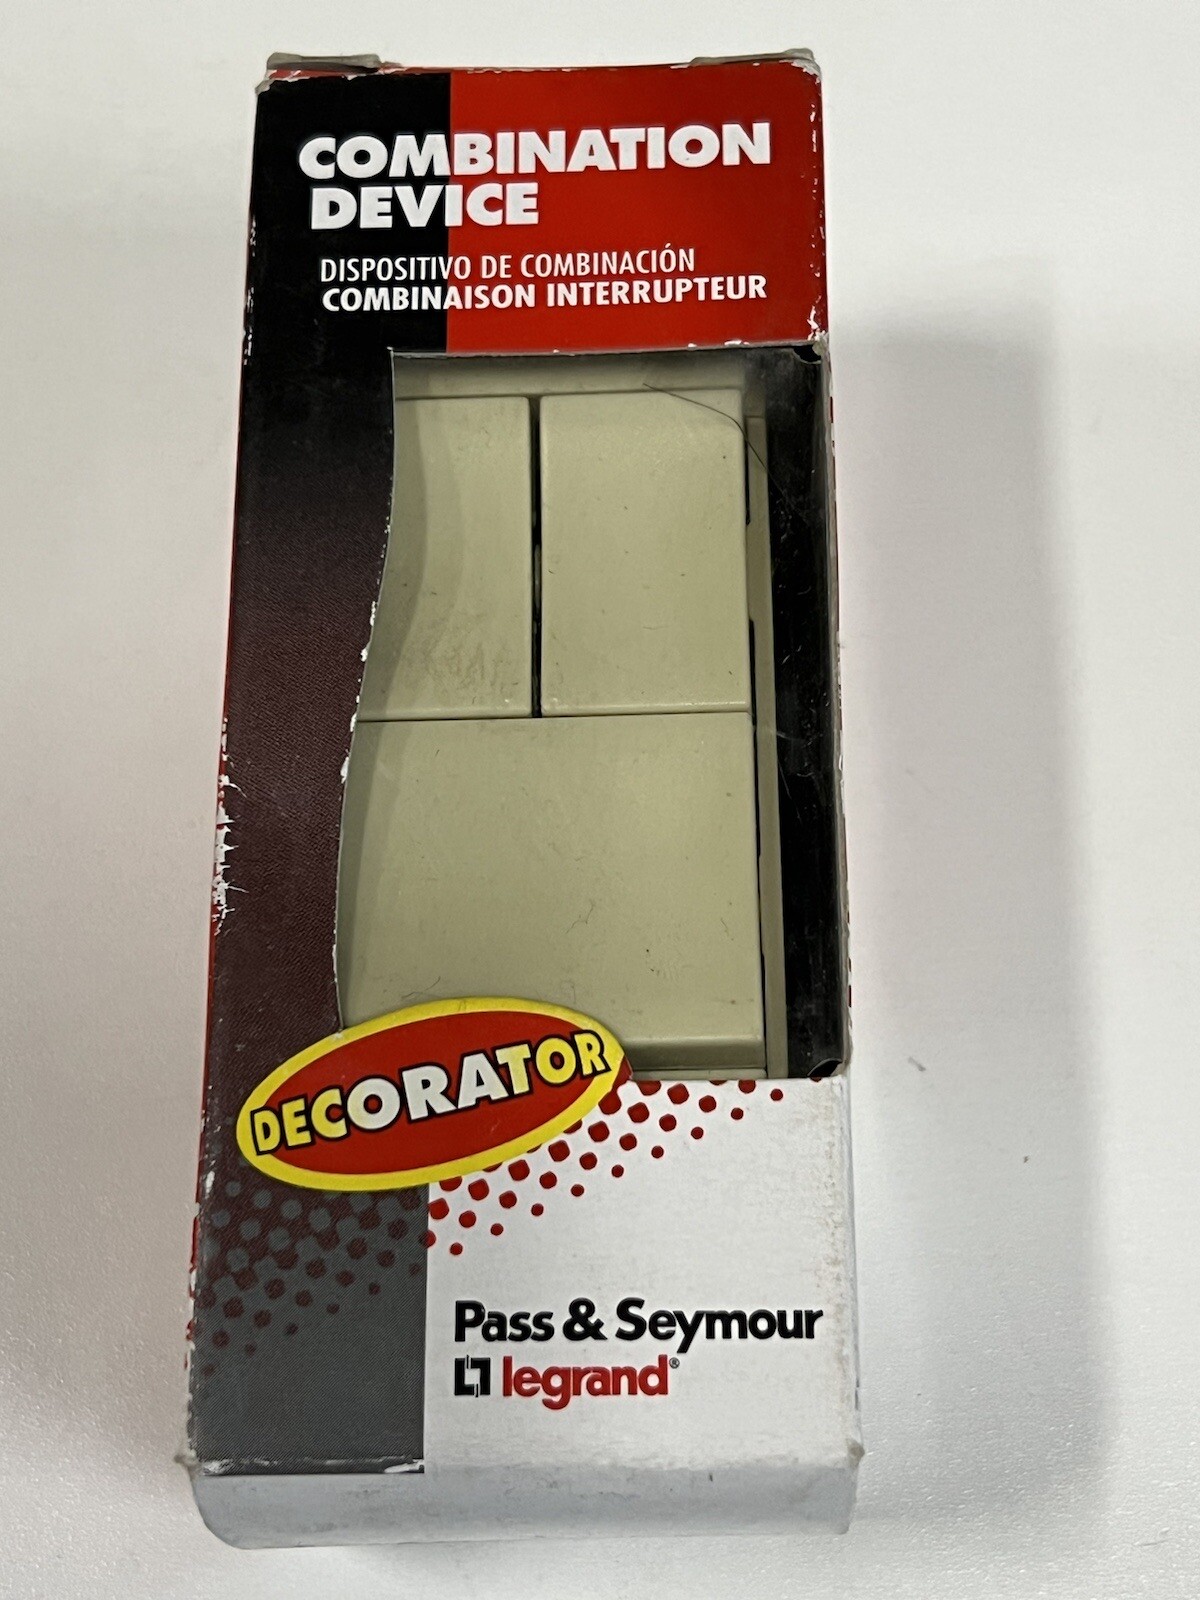 COMBINATION
DEVICE
DISPOSITIVO DE COMBINACIÓN
COMBINAISON INTERRUPTEUR
DECORATOR
Pass & Seymour
legrand®